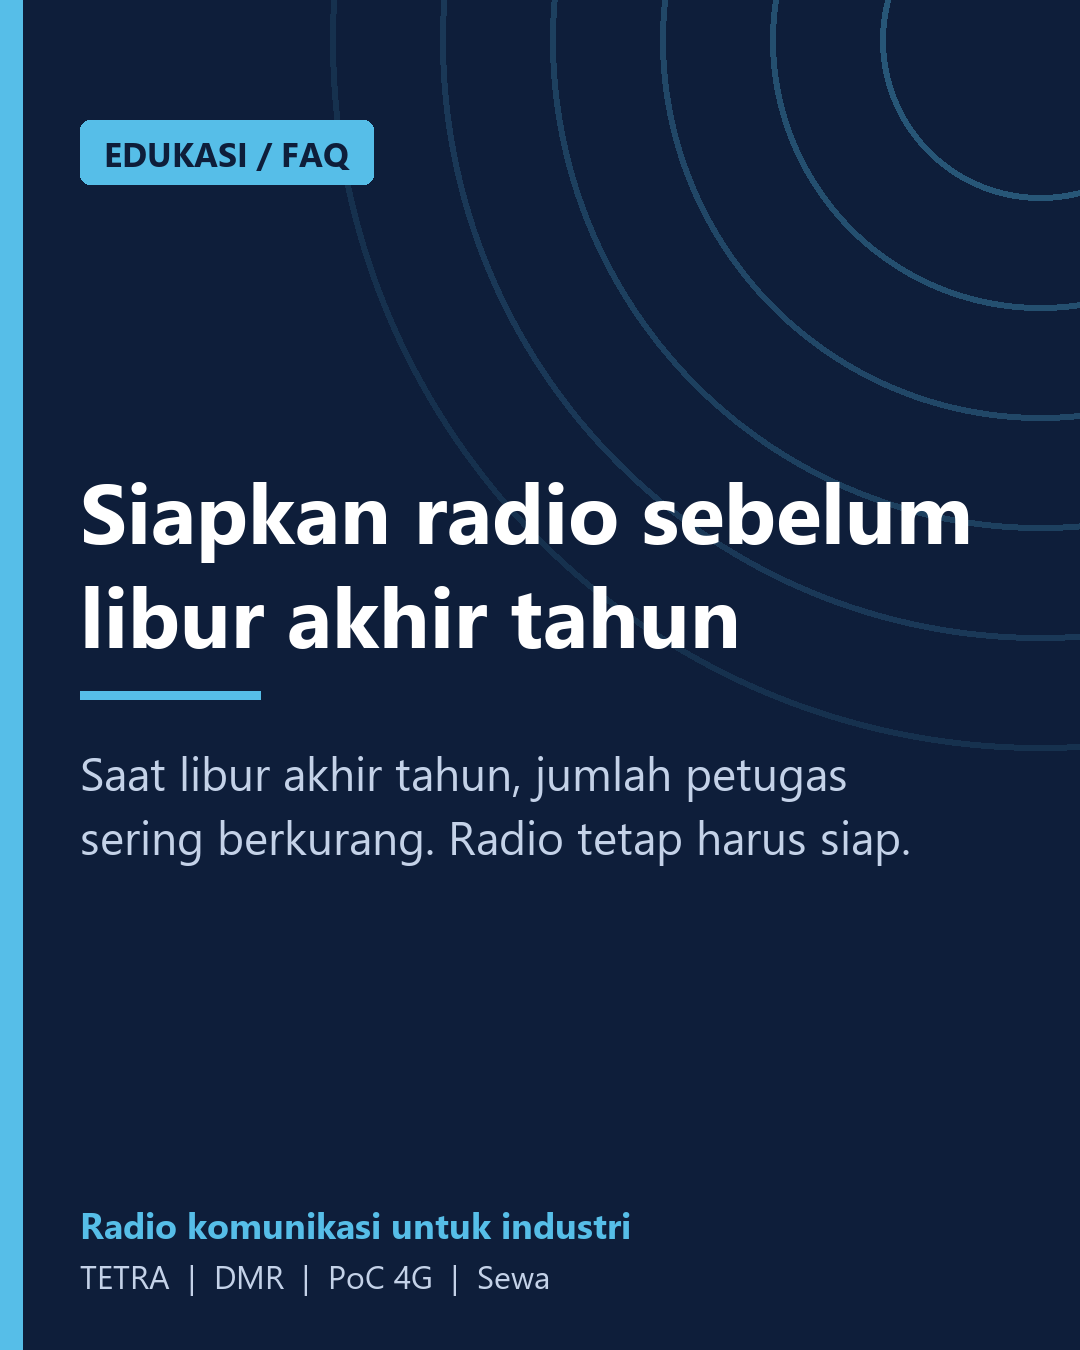 EDUKASI / FAQ
Siapkan radio sebelum
libur akhir tahun
Saat libur akhir tahun, jumlah petugas
sering berkurang. Radio tetap harus siap.
Radio komunikasi untuk industri
TETRA | DMR | PoC 4G | Sewa